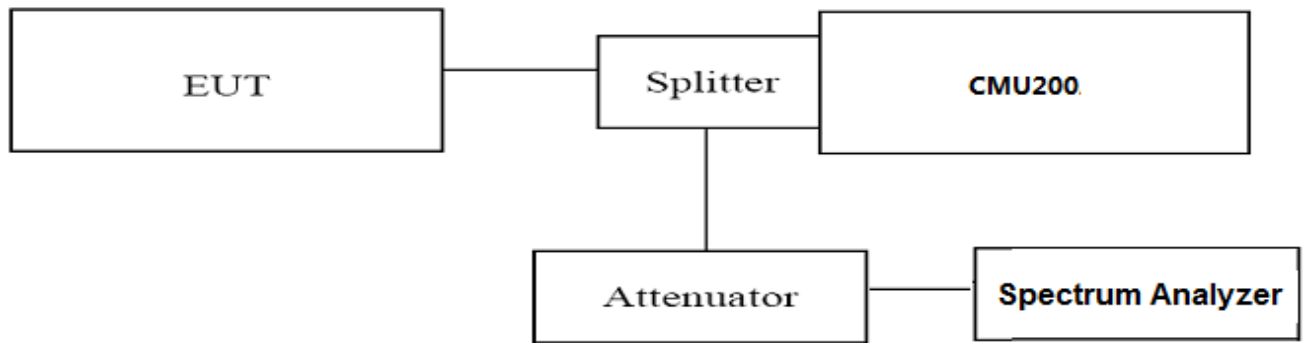 EUT
Splitter
CMU200
Attenuator
Spectrum Analyzer